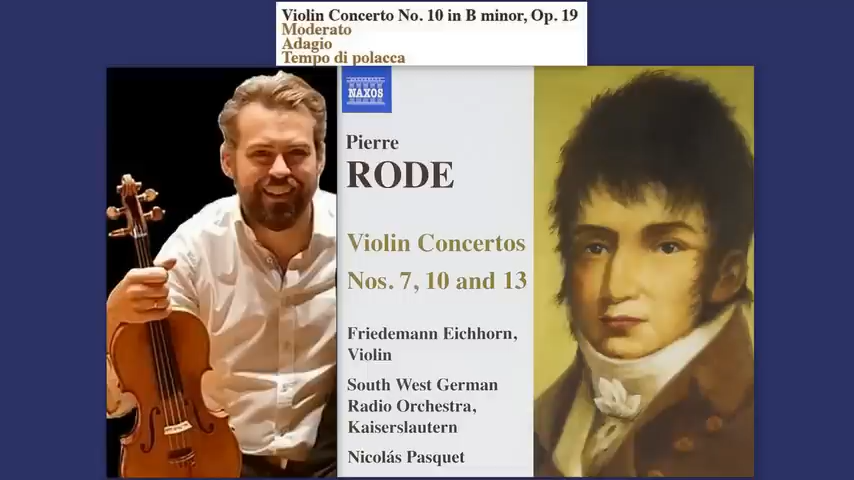 Violin Concerto No. 10 in B minor, Op. 19
Moderato
Adagio
Tempo di polacca
NAXOS
Pierre
RODE
Violin Concertos
Nos. 7, 10 and 13
Friedemann Eichhorn,
Violin
South West German
Radio Orchestra,
Kaiserslautern
Nicolás Pasquet